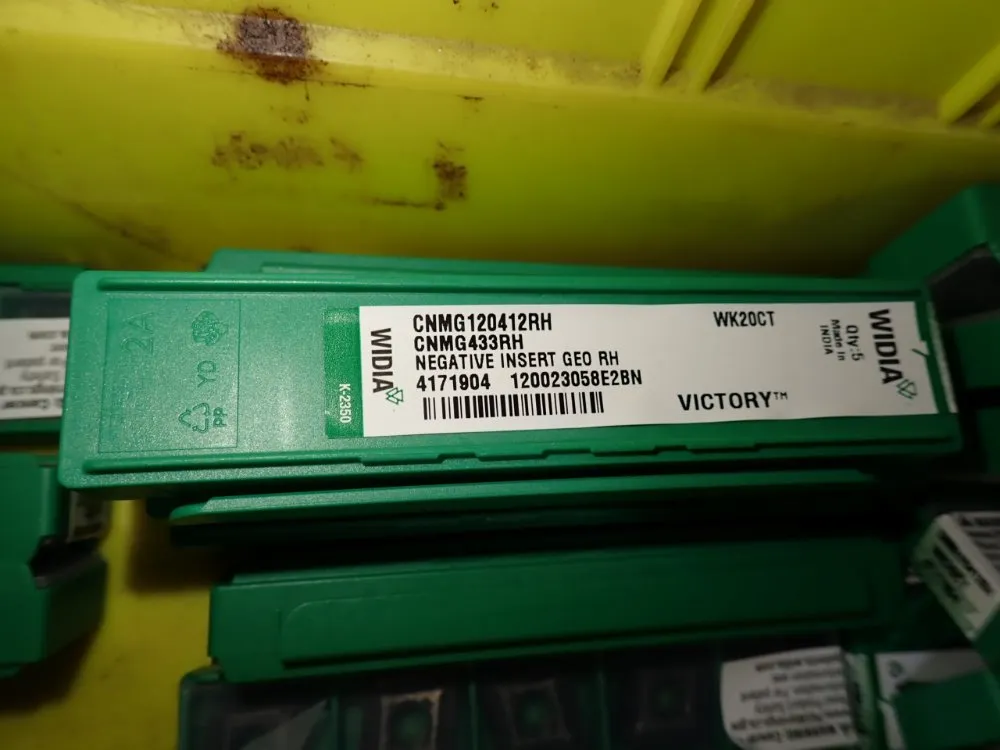 2A
YD
PP
K-2350
WIDIA
CNMG120412RH
CNMG433RH
NEGATIVE INSERT GEO RH
4171904 120023058E2BN
WK20CT
VICTORY™
Qty:5
Made in
INDIA
WIDIA